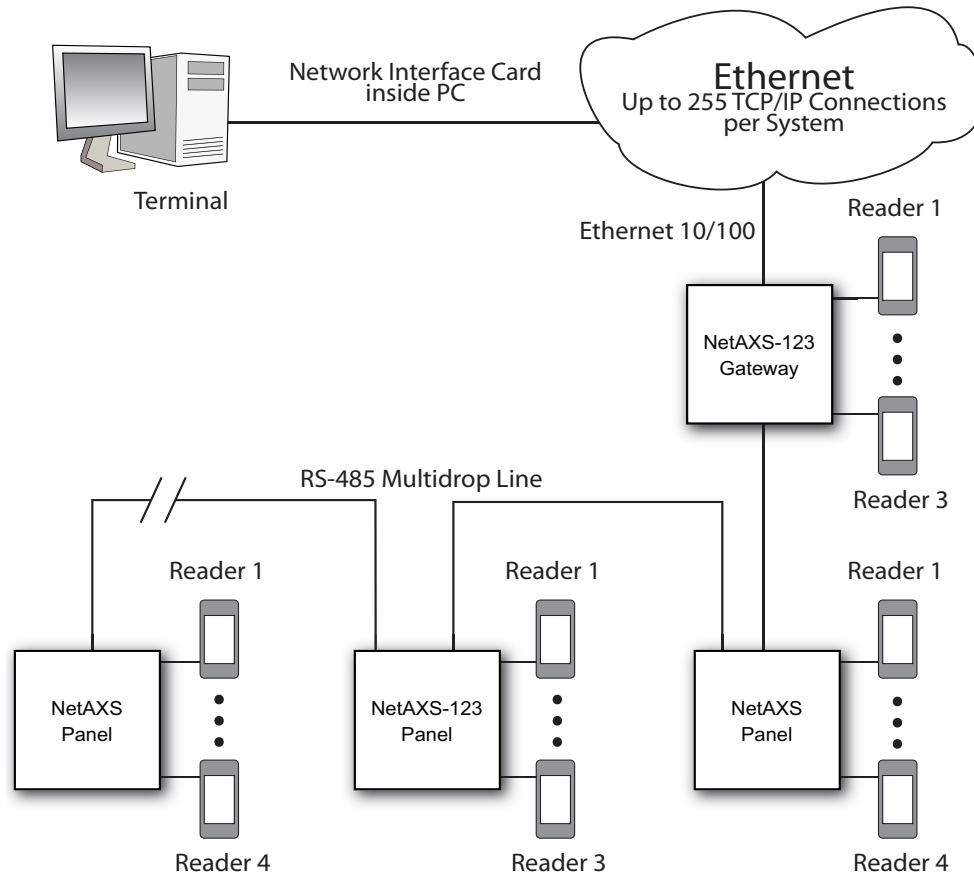 Network Interface Card
inside PC
Ethernet
Up to 255 TCP/IP Connections
per System
Terminal
Ethernet 10/100
Reader 1
NetAXS-123
Gateway
Reader 3
RS-485 Multidrop Line
Reader 1
Reader 1
Reader 1
NetAXS
Panel
NetAXS-123
Panel
NetAXS
Panel
Reader 4
Reader 3
Reader 4